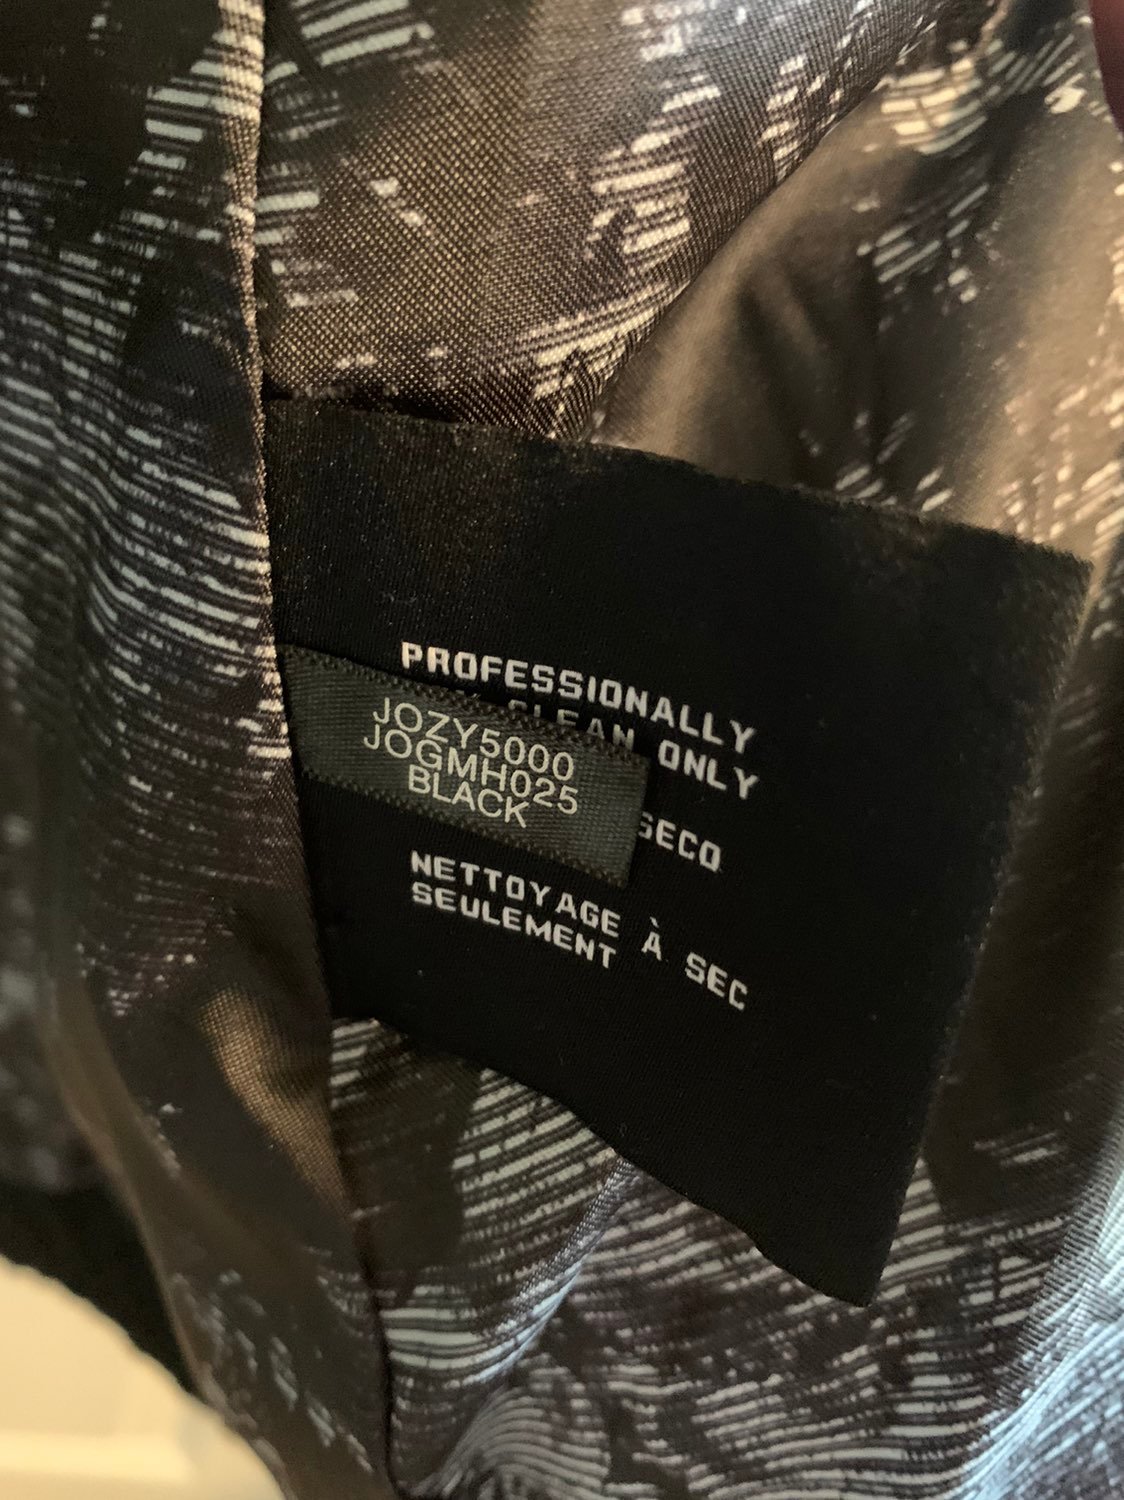 PROFESSIONALLY
CLEAN ONLY
JOZY5000
JOGMH025
BLACK
SECO
NETTOYAGE À SEC
SEULEMENT